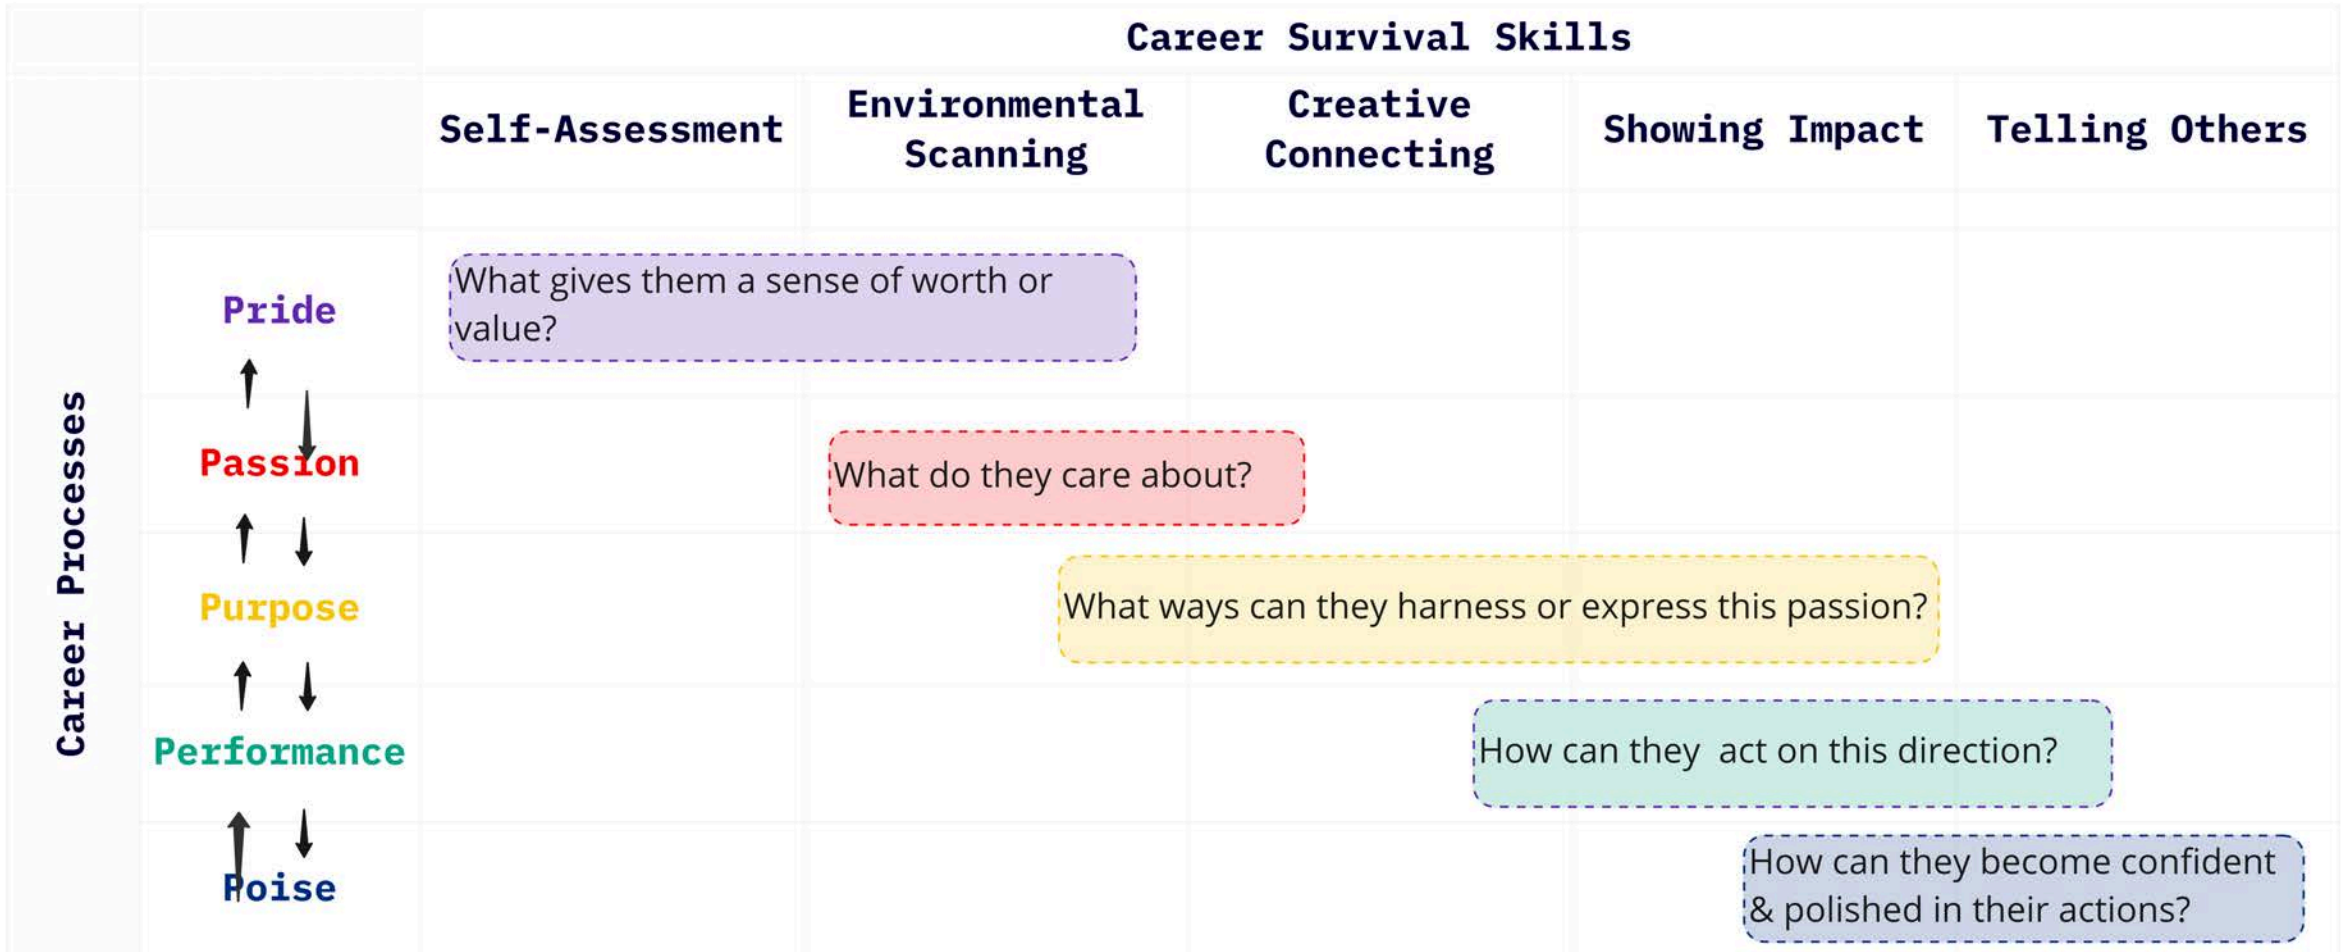 Career Survival Skills
Self-Assessment
Environmental
Scanning
Creative
Connecting
Showing Impact
Telling Others
Career Processes
Pride
What gives them a sense of worth or
value?
Passion
What do they care about?
Purpose
What ways can they harness or express this passion?
Performance
How can they  act on this direction?
Poise
How can they become confident
& polished in their actions?